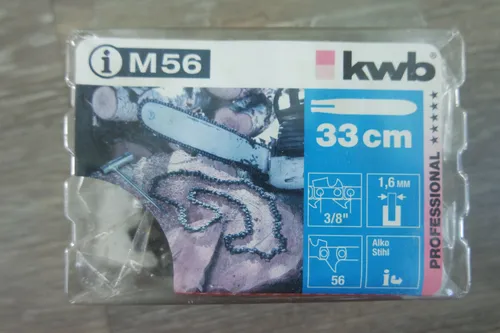 i M56
kwb®
33 cm
3/8"
1,6 MM
56
Alko
Stihl
i
PROFESSIONAL ★★★★★